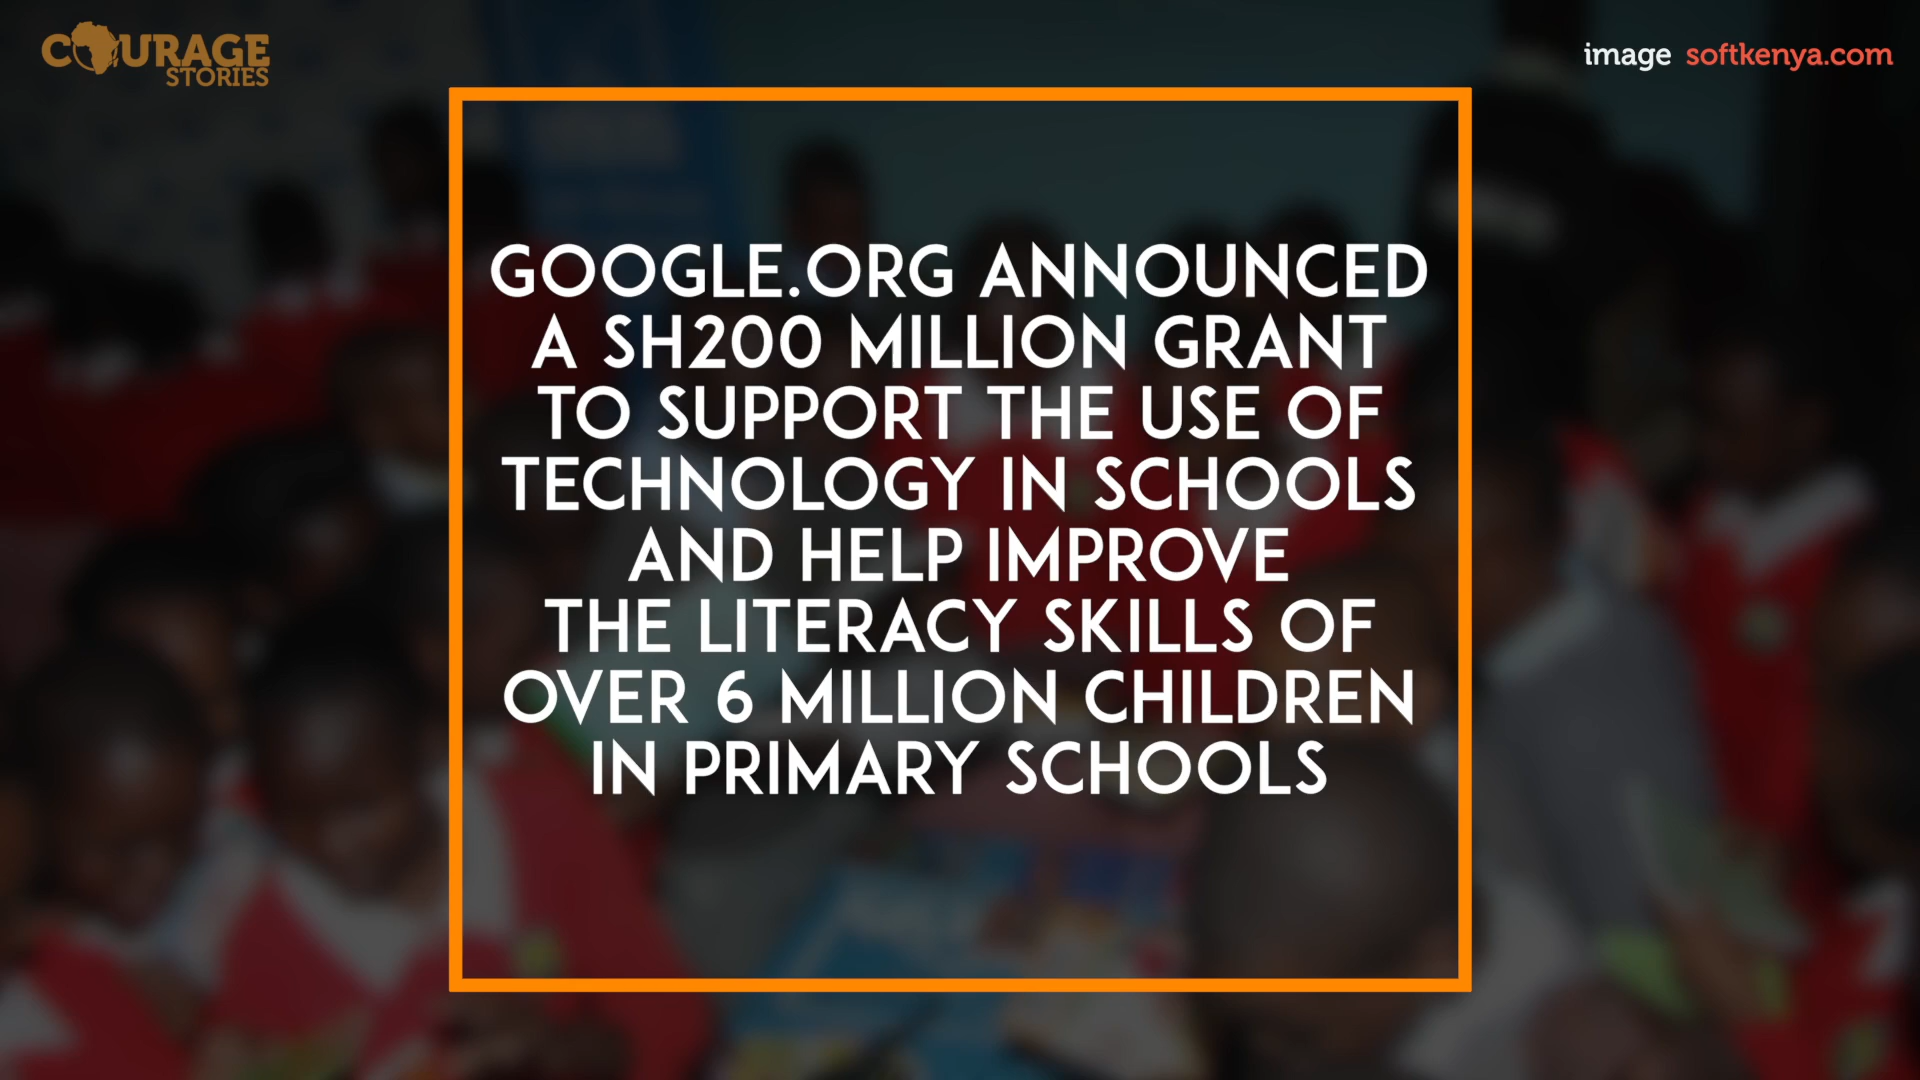 COURAGE
STORIES
image softkenya.com
GOOGLE.ORG ANNOUNCED
A SH200 MILLION GRANT
TO SUPPORT THE USE OF
TECHNOLOGY IN SCHOOLS
AND HELP IMPROVE
THE LITERACY SKILLS OF
OVER 6 MILLION CHILDREN
IN PRIMARY SCHOOLS